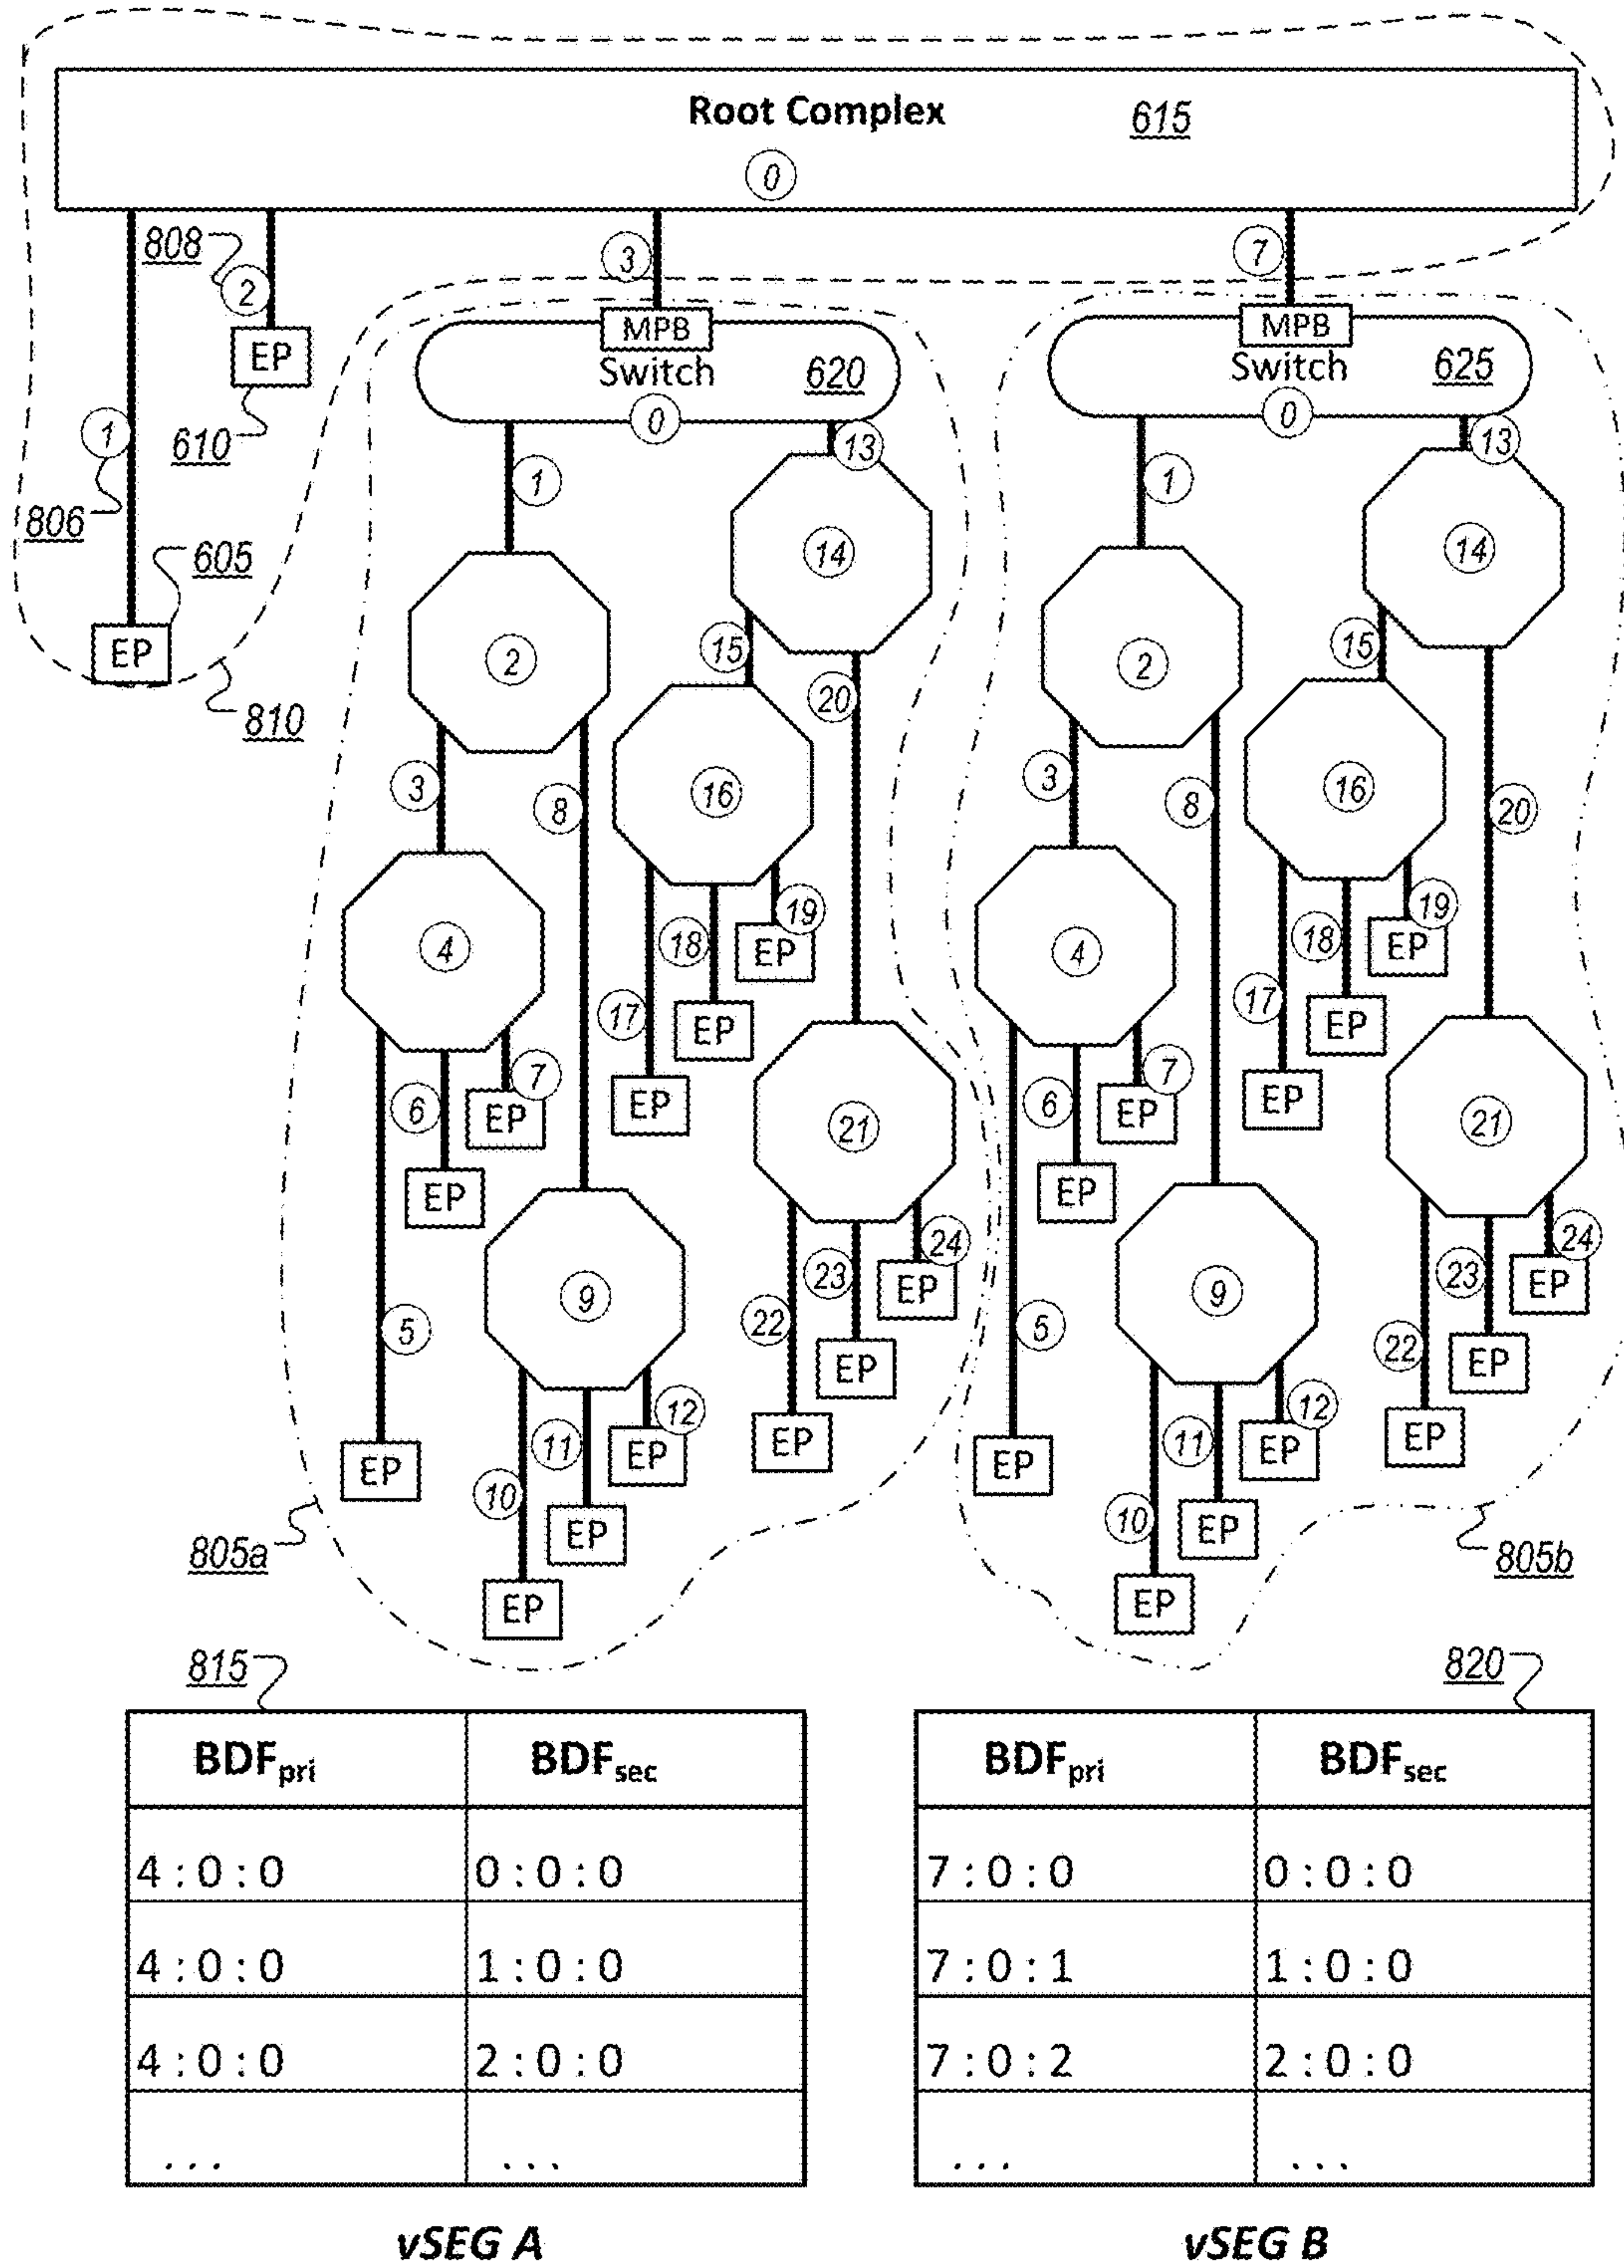 Root Complex 615
0
808
3
7
2
MPB
MPB
EP
Switch 620
Switch 625
0
13
0
13
1
610
1
1
806
605
14
14
EP
2
15
2
15
810
20
3
8
16
3
8
16
20
4
18
19
4
18
19
EP
EP
17
EP
17
EP
7
7
6
EP
EP
21
6
EP
EP
21
EP
EP
24
24
23
EP
23
EP
5
9
22
5
9
22
EP
EP
12
12
11
EP
EP
11
EP
EP
EP
10
EP
10
EP
EP
805a
805b
EP
EP
815
820
BDFpri BDFsec
BDFpri BDFsec
4 : 0 : 0 0 : 0 : 0
7 : 0 : 0 0 : 0 : 0
4 : 0 : 0 1 : 0 : 0
7 : 0 : 1 1 : 0 : 0
4 : 0 : 0 2 : 0 : 0
7 : 0 : 2 2 : 0 : 0
. . . . . .
. . . . . .
vSEG A
vSEG B